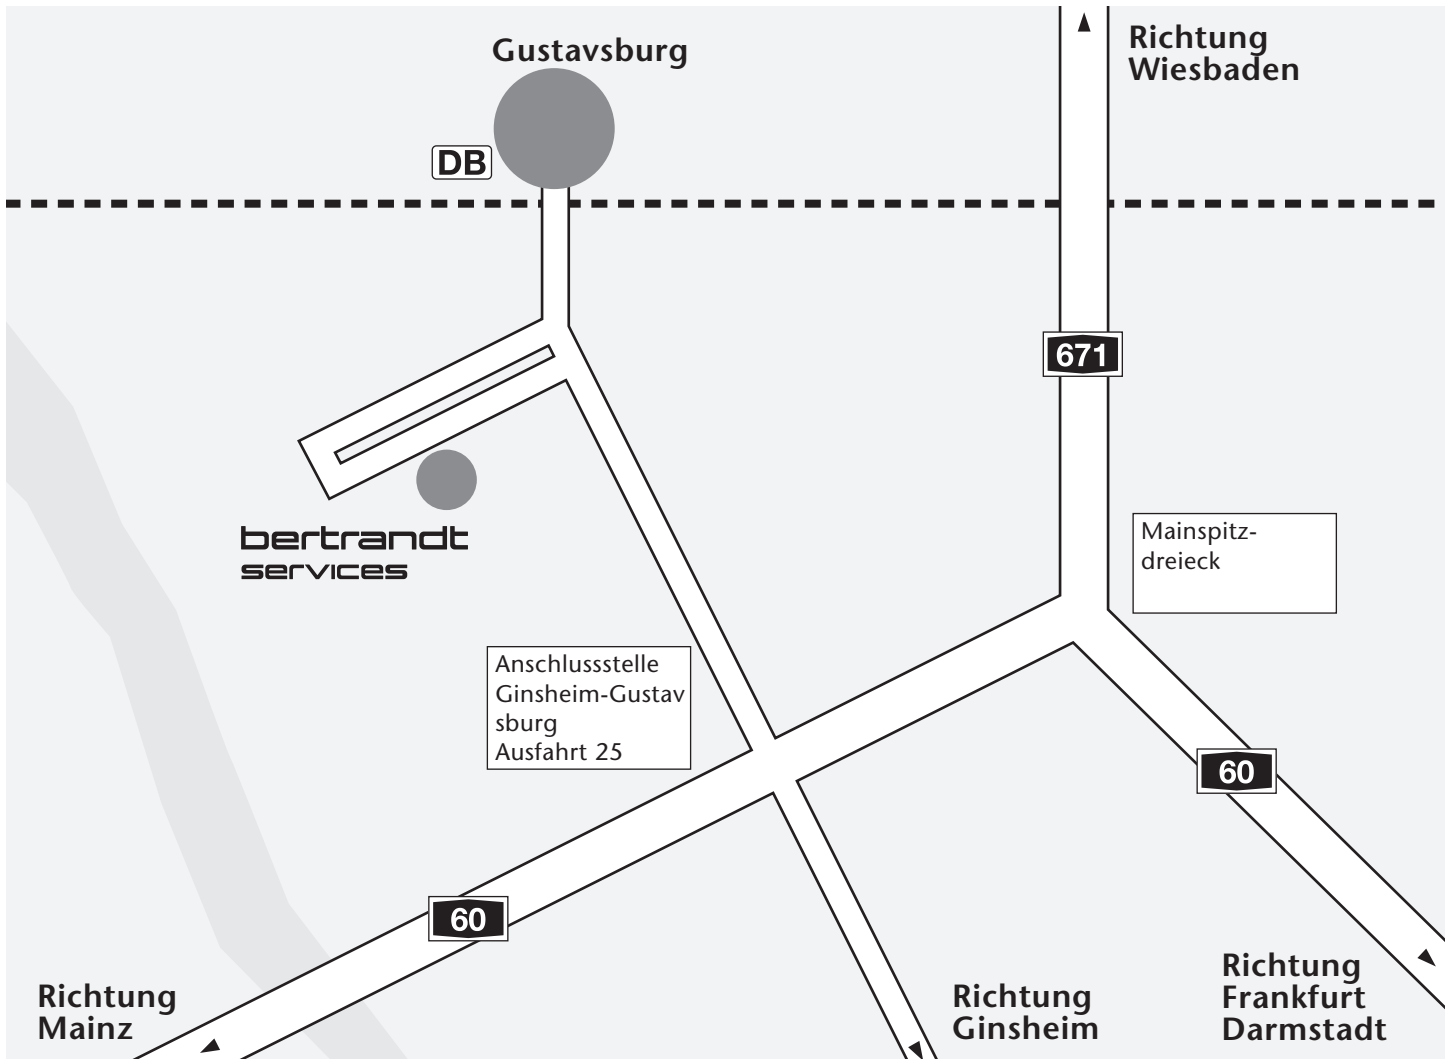 Gustavsburg
Richtung
Wiesbaden
DB
671
bertrandt
services
Mainspitz-
dreieck
Anschlussstelle
Ginsheim-Gustav
sburg
Ausfahrt 25
60
60
Richtung
Mainz
Richtung
Ginsheim
Richtung
Frankfurt
Darmstadt